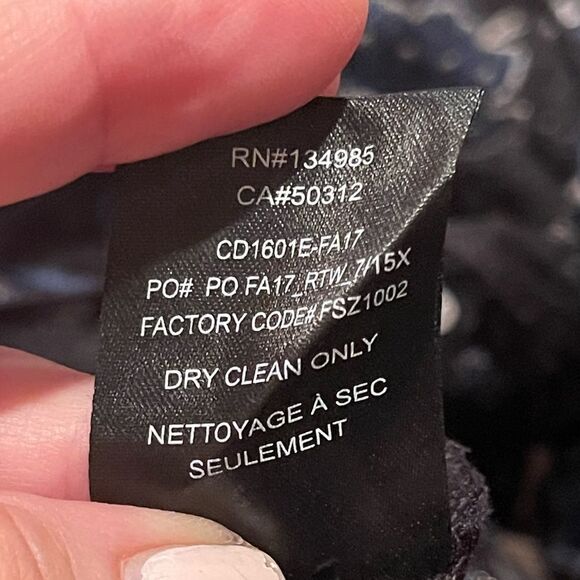 RN#134985
CA#50312
CD1601E-FA17
PO# PO FA17_RTW_7/15X
FACTORY CODE#FSZ1002
DRY CLEAN ONLY
NETTOYAGE À SEC
SEULEMENT